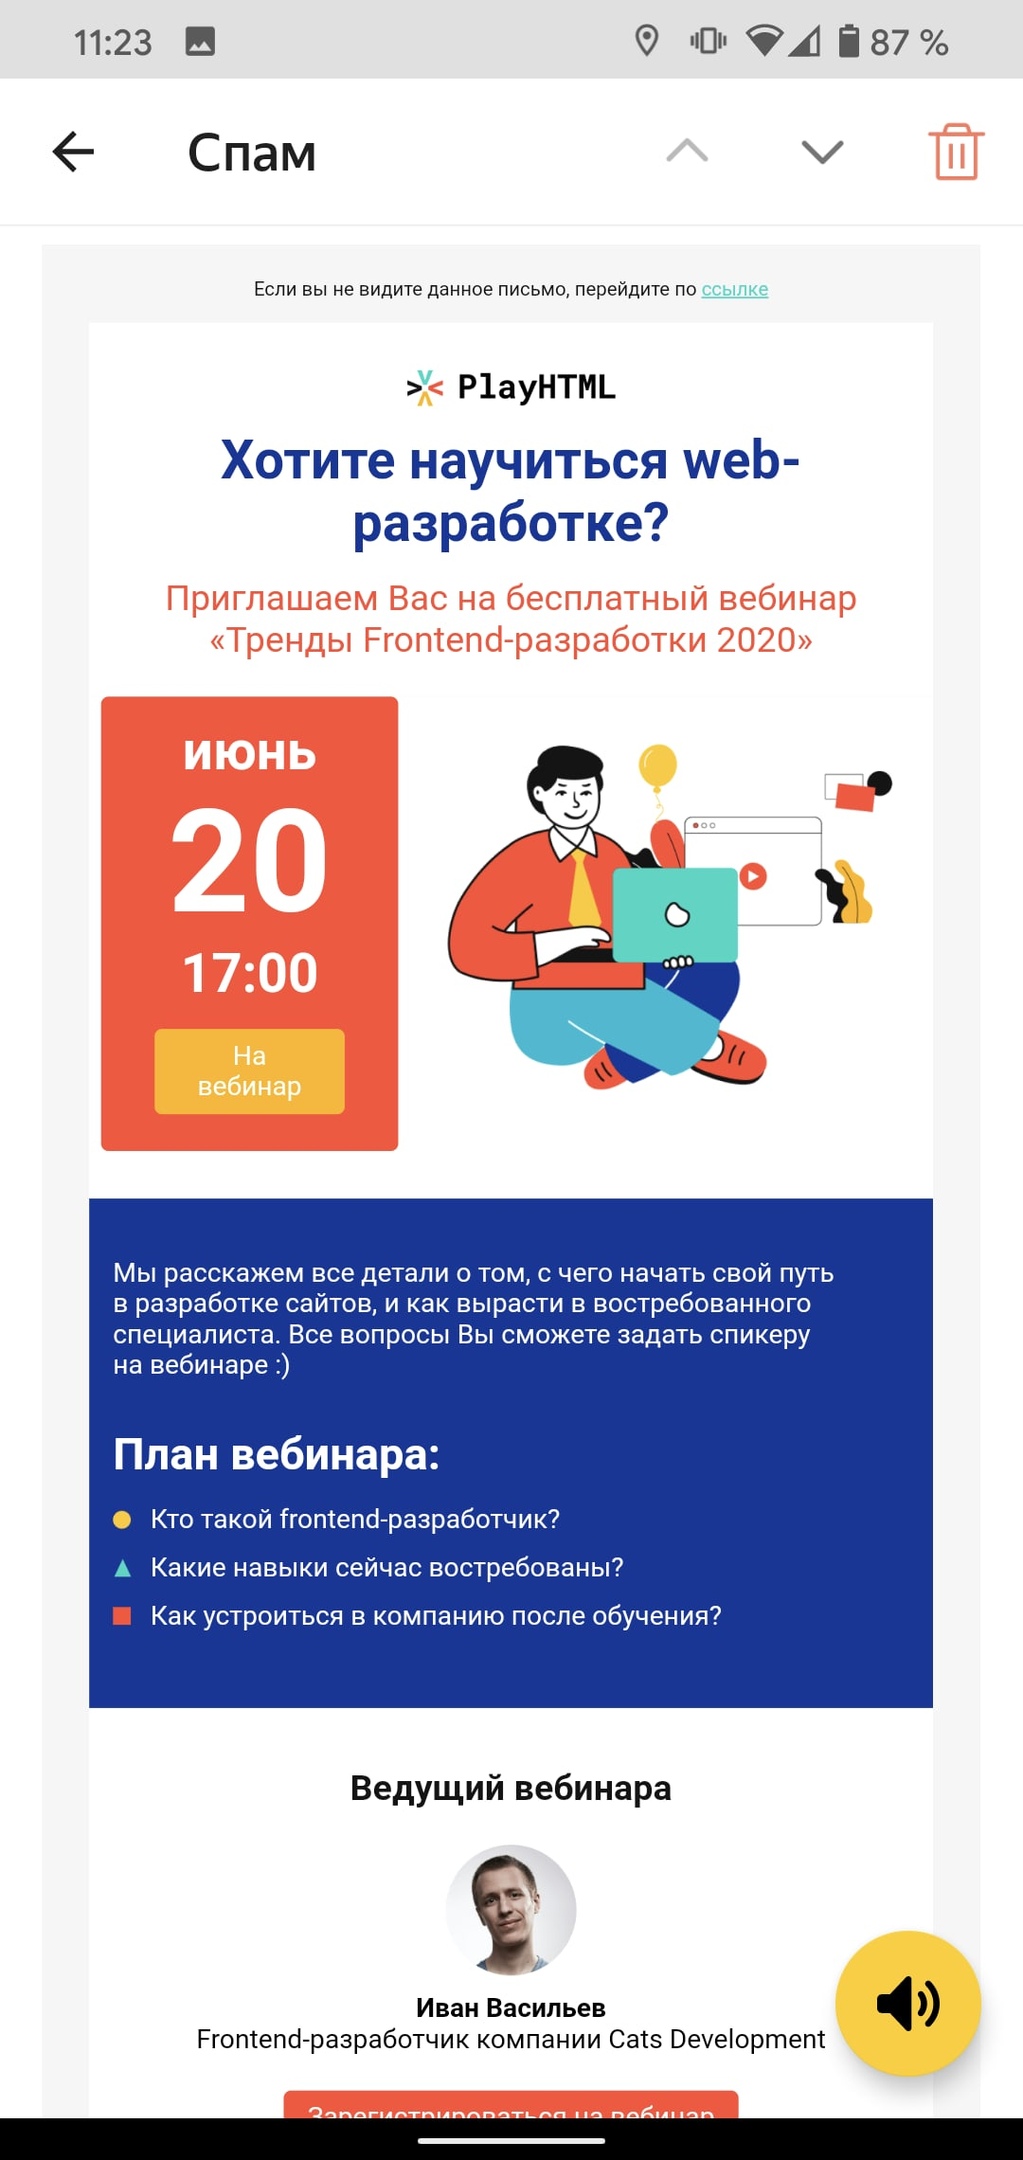 11:23
87 %
Спам
Если вы не видите данное письмо, перейдите по ссылке
PlayHTML
Хотите научиться web-
разработке?
Приглашаем Вас на бесплатный вебинар
«Тренды Frontend-разработки 2020»
июнь
20
17:00
На
вебинар
Мы расскажем все детали о том, с чего начать свой путь
в разработке сайтов, и как вырасти в востребованного
специалиста. Все вопросы Вы сможете задать спикеру
на вебинаре :)
План вебинара:
Кто такой frontend-разработчик?
Какие навыки сейчас востребованы?
Как устроиться в компанию после обучения?
Ведущий вебинара
Иван Васильев
Frontend-разработчик компании Cats Development
Зарегистрироваться на вебинар